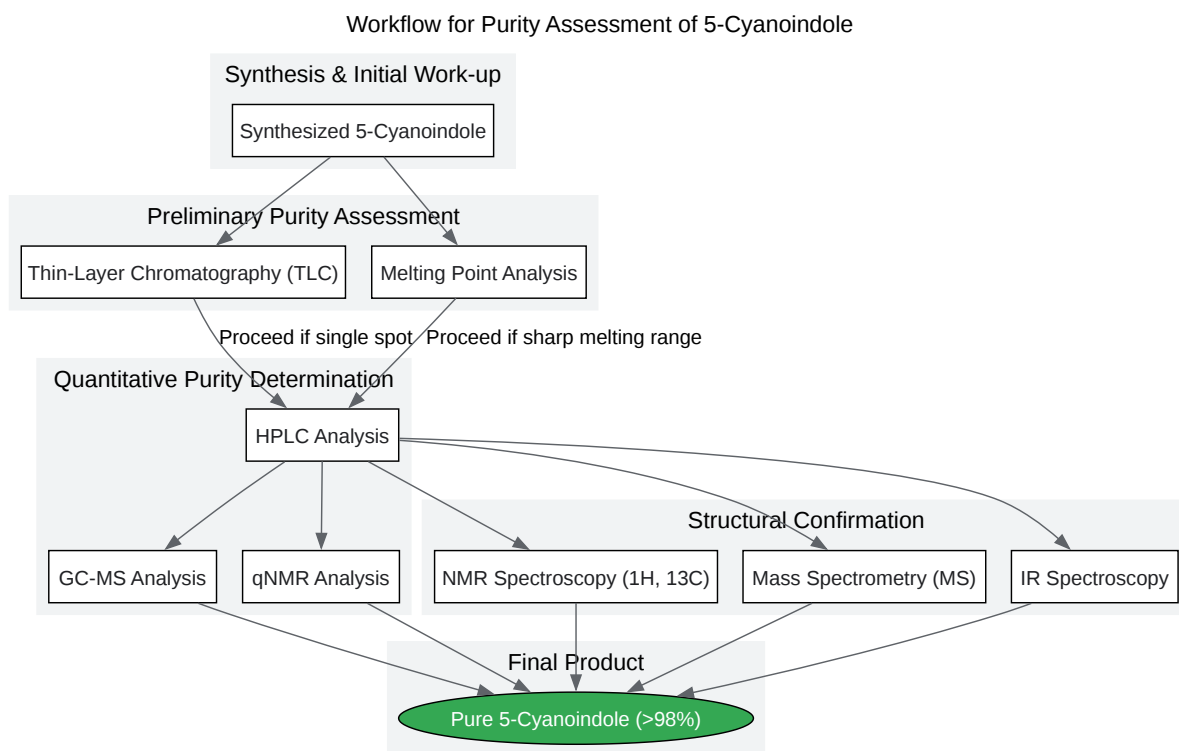 Workflow for Purity Assessment of 5-Cyanoindole
Synthesis & Initial Work-up
Synthesized 5-Cyanoindole
Preliminary Purity Assessment
Thin-Layer Chromatography (TLC)
Melting Point Analysis
Proceed if single spot
Proceed if sharp melting range
Quantitative Purity Determination
HPLC Analysis
Structural Confirmation
GC-MS Analysis
qNMR Analysis
NMR Spectroscopy (1H, 13C)
Mass Spectrometry (MS)
IR Spectroscopy
Final Product
Pure 5-Cyanoindole (>98%)